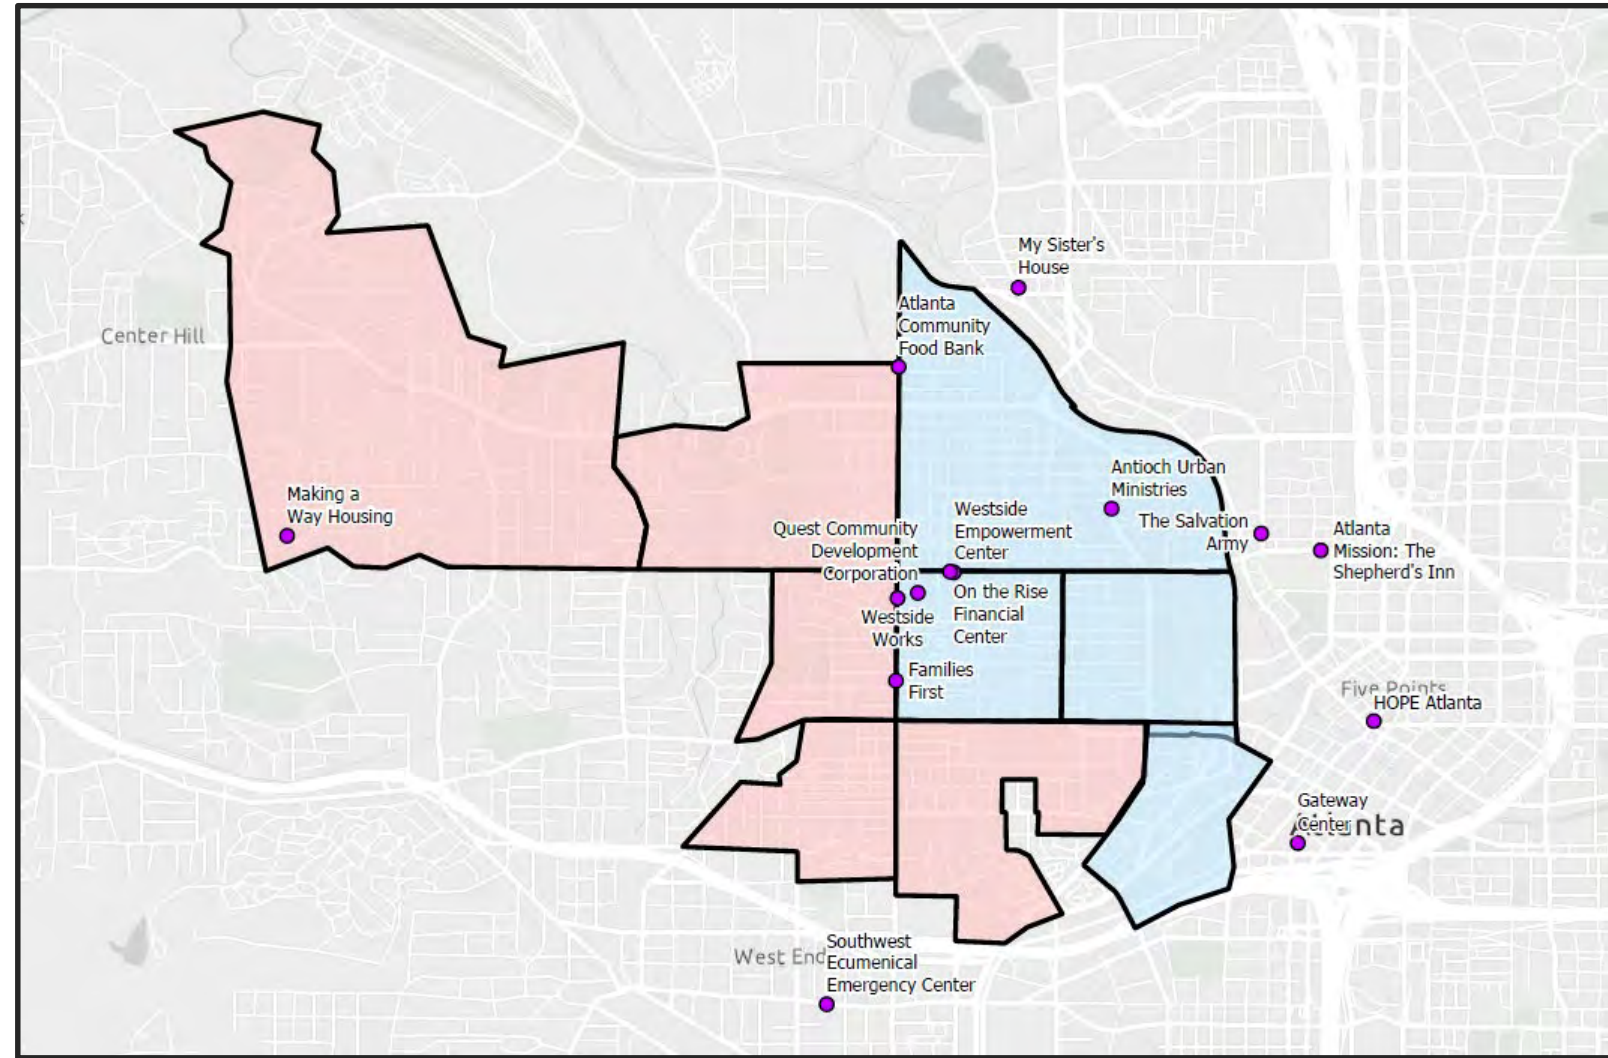 My Sister's
House
Atlanta
Community
Food Bank
Center Hill
Antioch Urban
Ministries
Making a
Way Housing
Westside
Empowerment
Center
Quest Community
Development
Corporation
The Salvation
Army
Atlanta
Mission: The
Shepherd's Inn
On the Rise
Financial
Center
Westside
Works
Families
First
Five Points
HOPE Atlanta
Gateway
Center
Atlanta
Southwest
Ecumenical
Emergency Center
West End